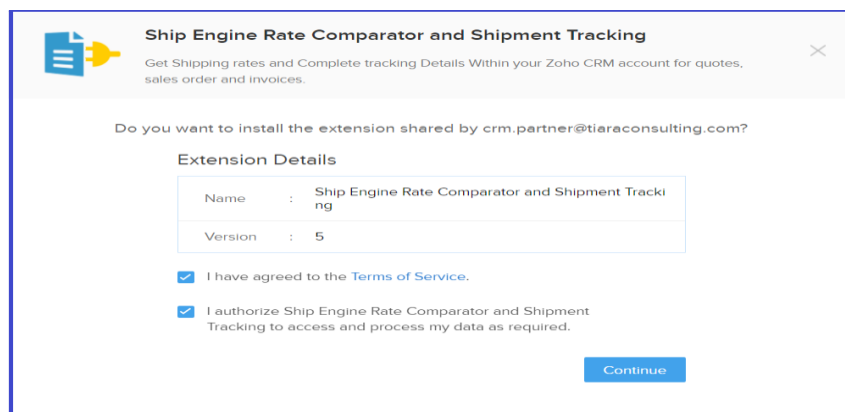 Ship Engine Rate Comparator and Shipment Tracking
Get Shipping rates and Complete tracking Details Within your Zoho CRM account for quotes,
sales order and invoices.
Do you want to install the extension shared by crm.partner@tiaraconsulting.com?
Extension Details
Name : Ship Engine Rate Comparator and Shipment Tracki
ng
Version : 5
I have agreed to the Terms of Service.
I authorize Ship Engine Rate Comparator and Shipment
Tracking to access and process my data as required.
Continue